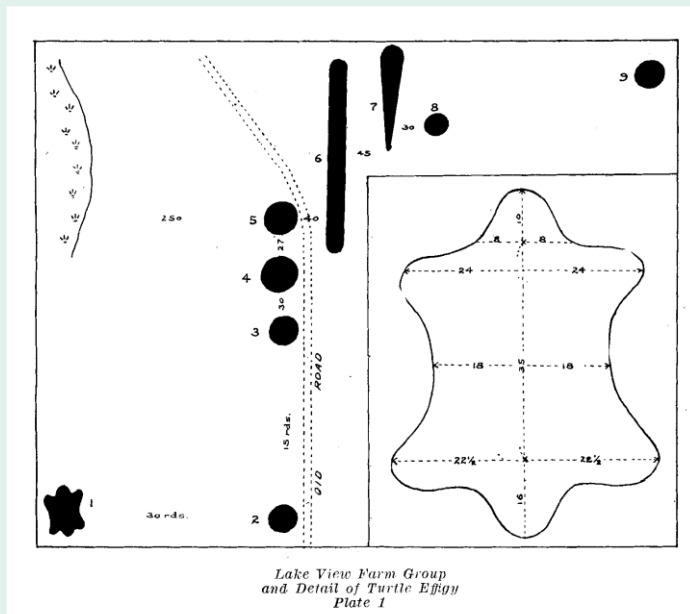 9
7
8
30
6
45
250
5
40
27
4
30
3
OLD ROAD
15 rds.
1
30 rds.
2
10
8 8
24 24
18 35 18
22½ 22½
16
Lake View Farm Group
and Detail of Turtle Effigy
Plate 1